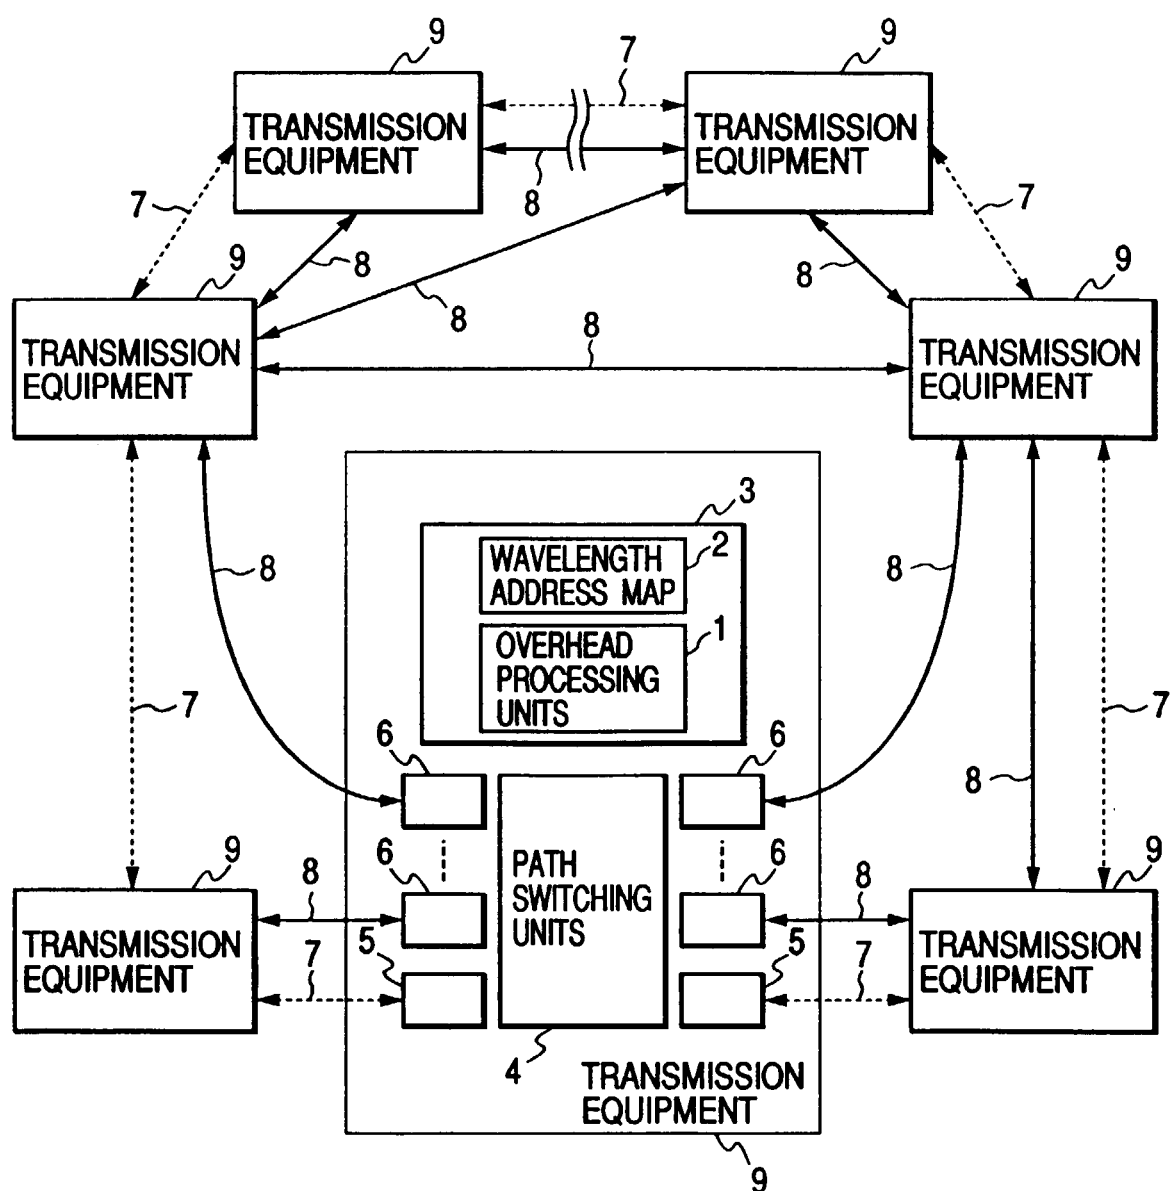 9
7
9
TRANSMISSION
EQUIPMENT
TRANSMISSION
EQUIPMENT
8
7
7
9
8
8
8
9
8
TRANSMISSION
EQUIPMENT
TRANSMISSION
EQUIPMENT
3
WAVELENGTH
ADDRESS MAP
2
8
8
OVERHEAD
PROCESSING
UNITS
1
7
7
6
6
8
9
8
6
PATH
SWITCHING
UNITS
6
8
9
TRANSMISSION
EQUIPMENT
7
5
5
7
TRANSMISSION
EQUIPMENT
4
TRANSMISSION
EQUIPMENT
9